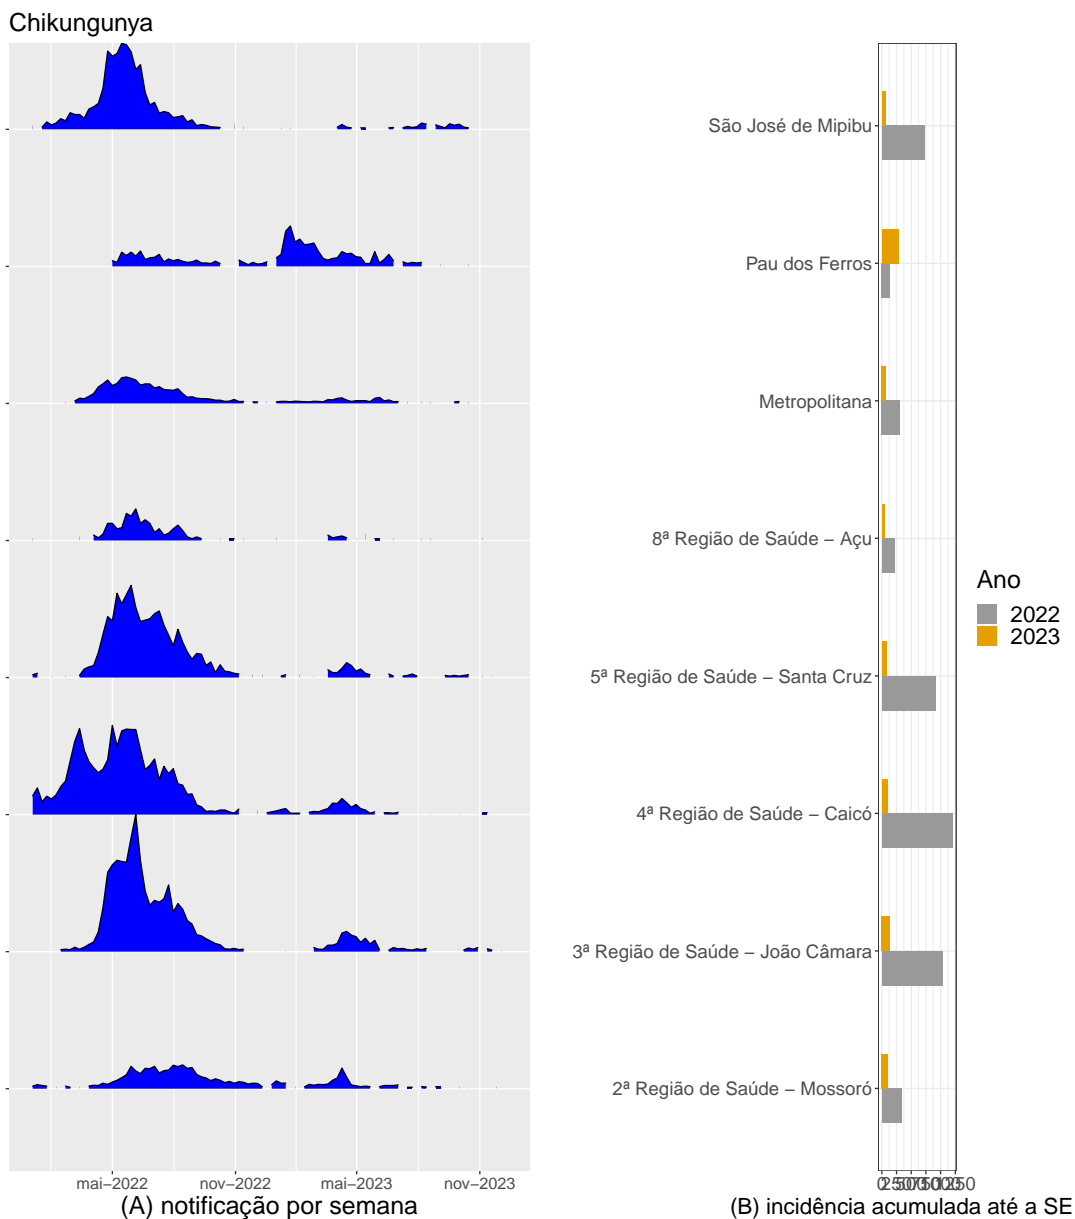 Chikungunya
São José de Mipibu
Pau dos Ferros
Metropolitana
8ª Região de Saúde – Açu
5ª Região de Saúde – Santa Cruz
4ª Região de Saúde – Caicó
3ª Região de Saúde – João Câmara
2ª Região de Saúde – Mossoró
Ano
2022
2023
mai–2022 nov–2022 mai–2023 nov–2023
(A) notificação por semana
(B) incidência acumulada até a SE